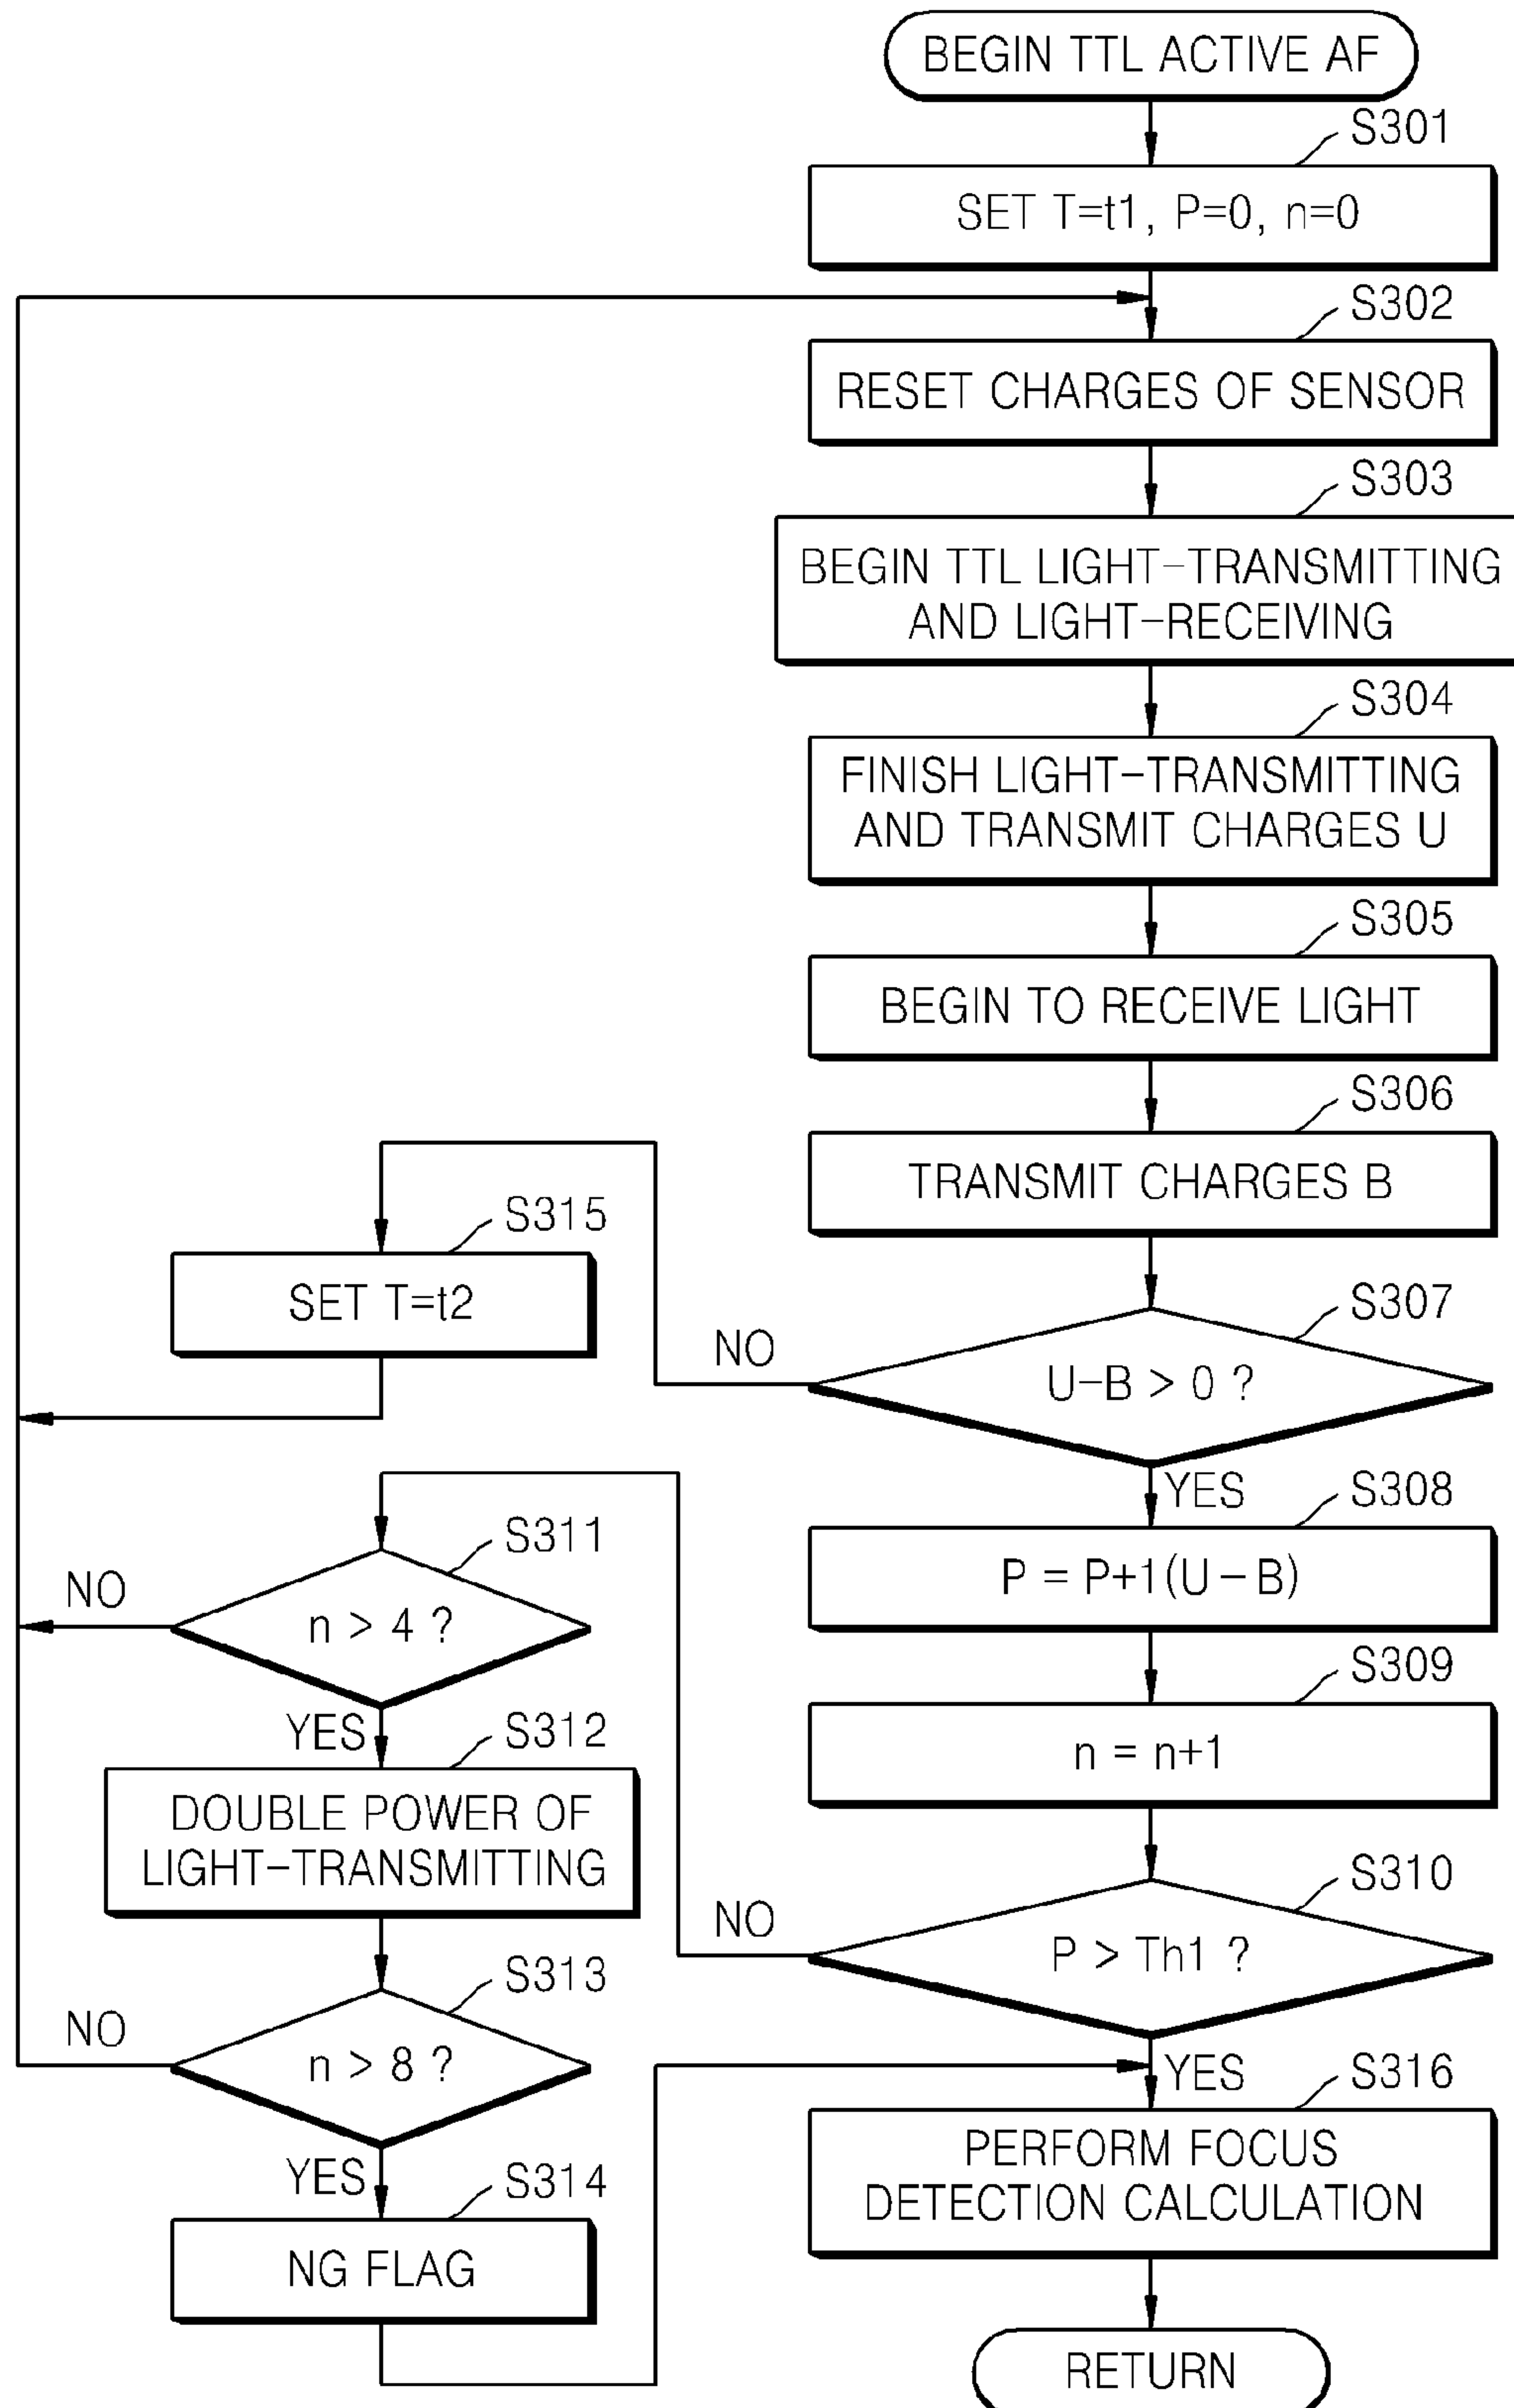 BEGIN TTL ACTIVE AF
S301
SET T=t1, P=0, n=0
S302
RESET CHARGES OF SENSOR
S303
BEGIN TTL LIGHT-TRANSMITTING
AND LIGHT-RECEIVING
S304
FINISH LIGHT-TRANSMITTING
AND TRANSMIT CHARGES U
S305
BEGIN TO RECEIVE LIGHT
S306
TRANSMIT CHARGES B
S315
SET T=t2
S307
NO
U-B > 0 ?
YES
S308
P = P+1(U-B)
S311
NO
n > 4 ?
YES
S309
n = n+1
S312
DOUBLE POWER OF
LIGHT-TRANSMITTING
S310
NO
P > Th1 ?
YES
S313
NO
n > 8 ?
YES
S314
NG FLAG
S316
PERFORM FOCUS
DETECTION CALCULATION
RETURN